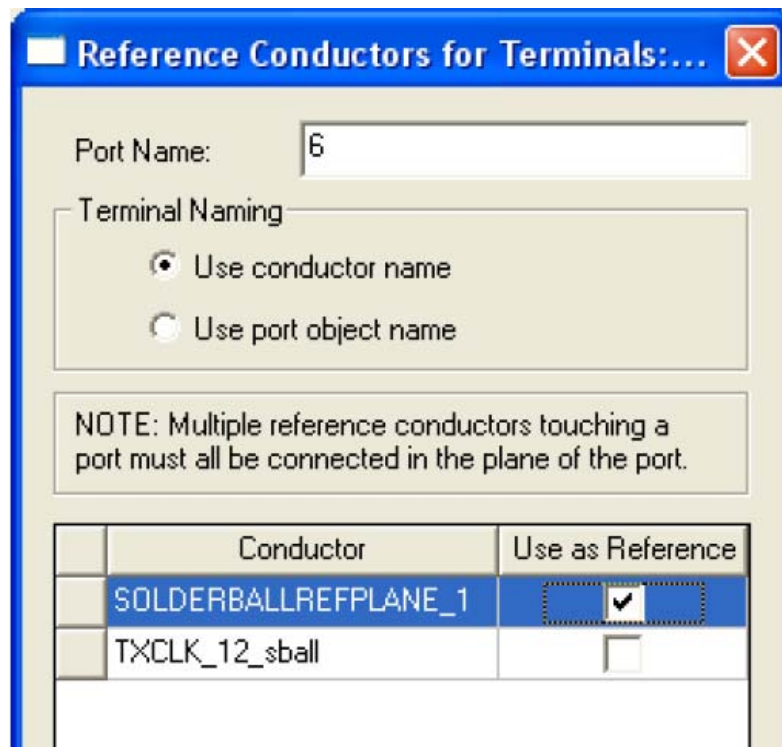 Reference Conductors for Terminals:...
Port Name: 6
Terminal Naming
Use conductor name
Use port object name
NOTE: Multiple reference conductors touching a
port must all be connected in the plane of the port.
Conductor Use as Reference
SOLDERBALLREFPLANE_1
TXCLK_12_sball